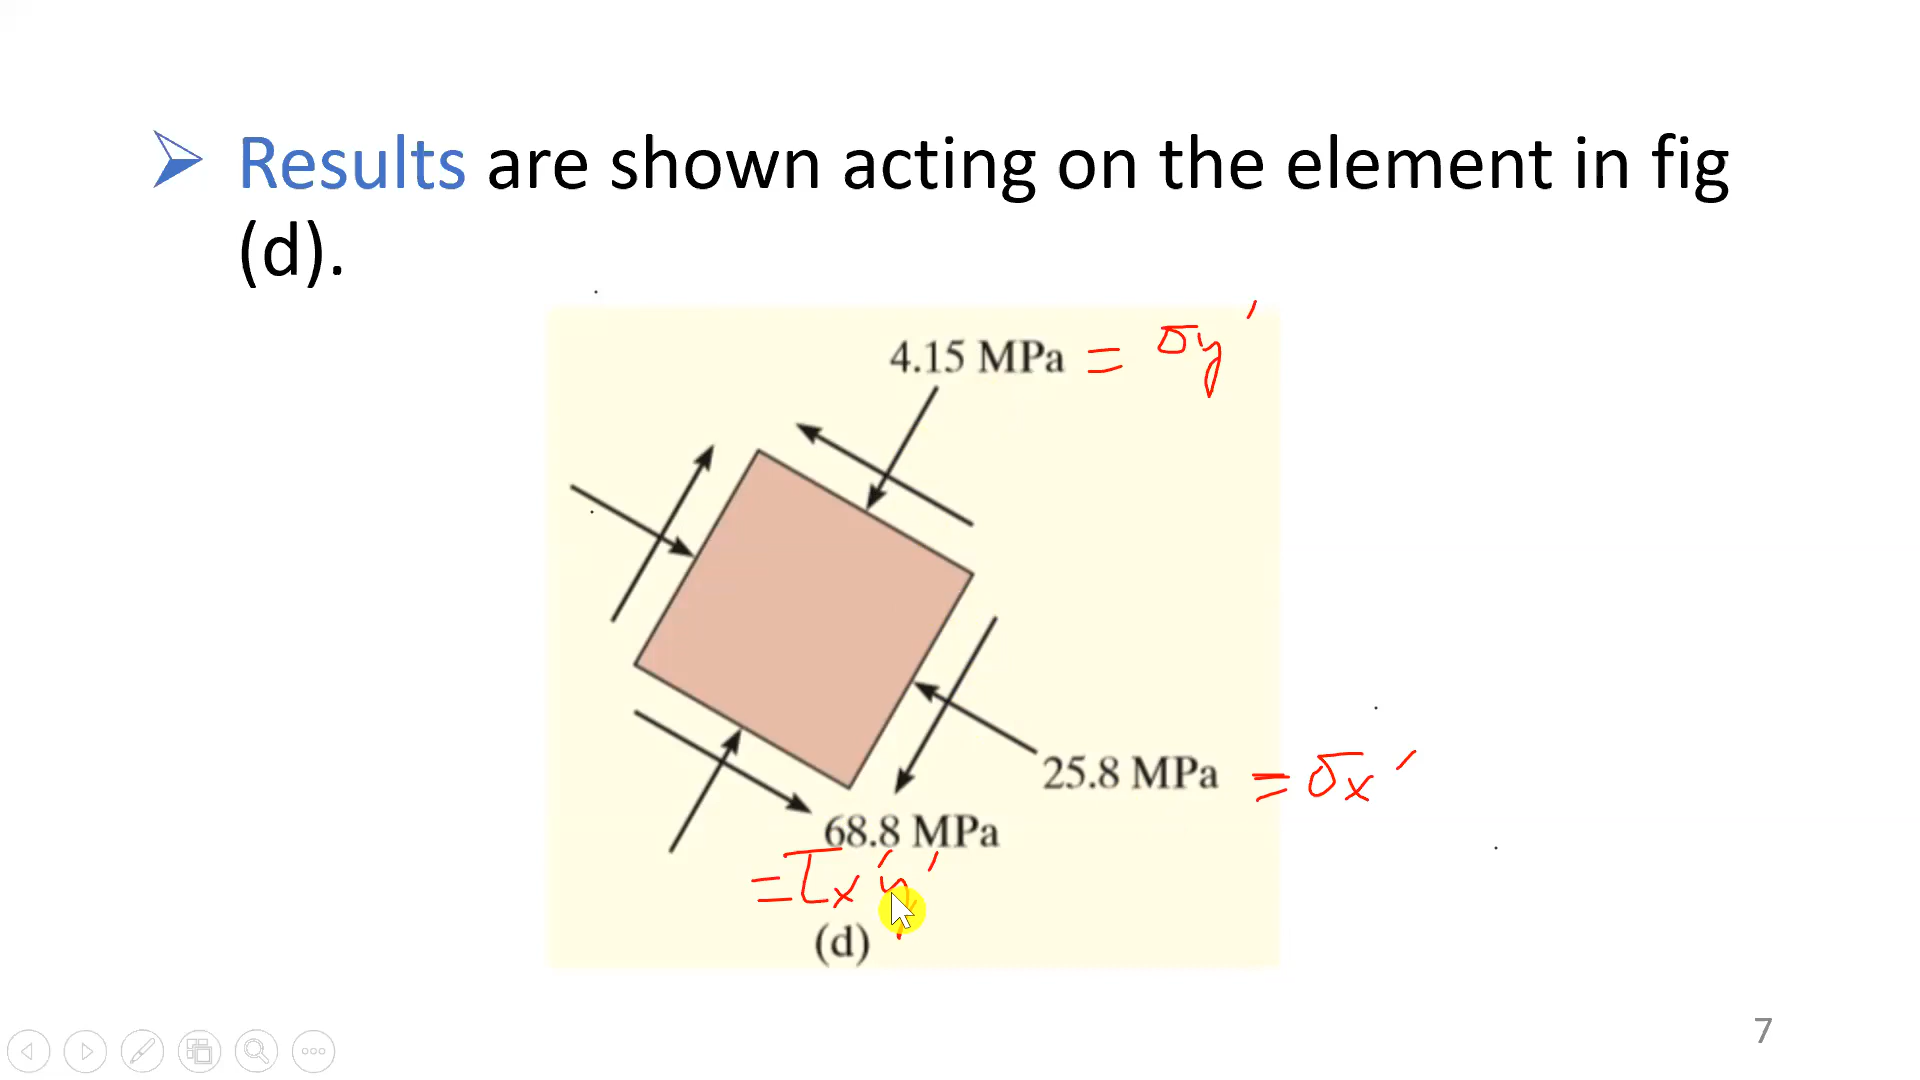 Results are shown acting on the element in fig
(d).
4.15 MPa = σy'
25.8 MPa = σx'
68.8 MPa
= τx'y'
(d)
7